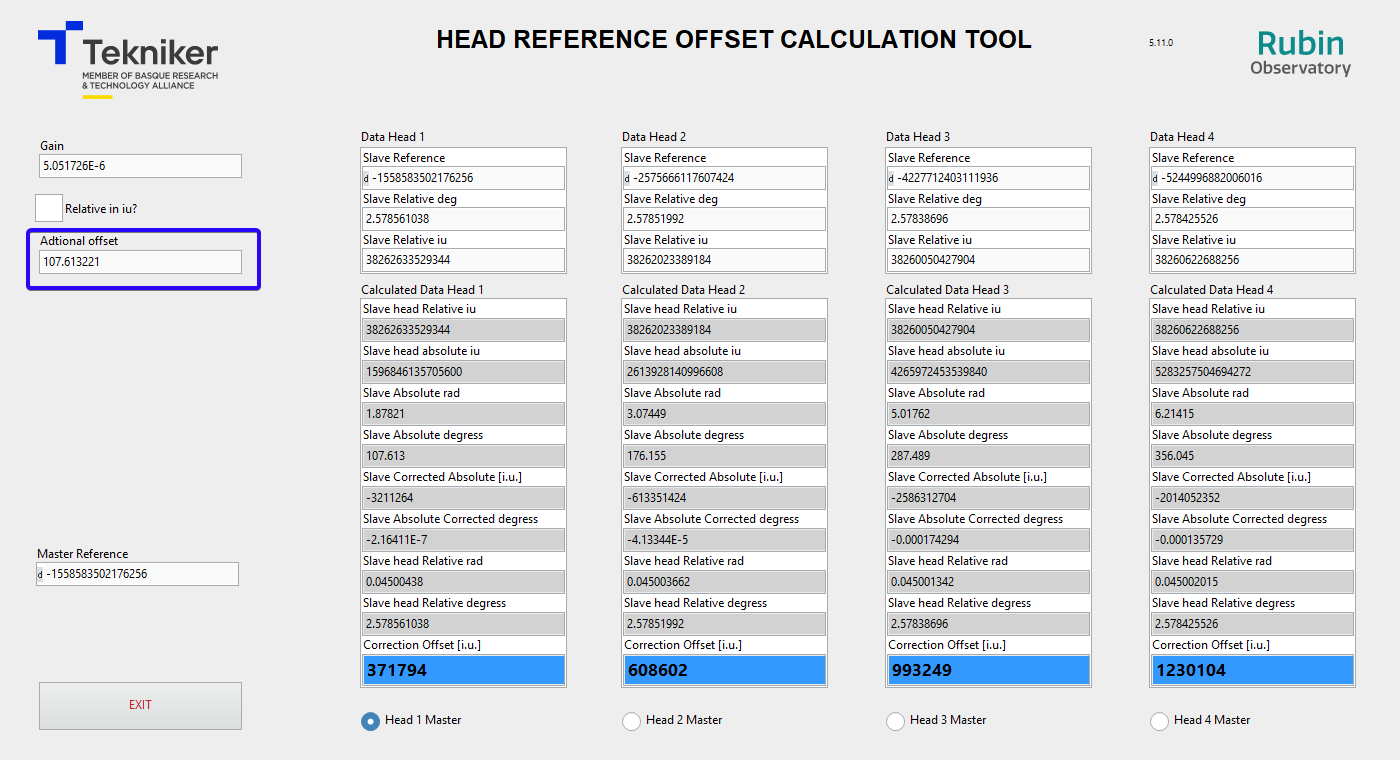 Tekniker
MEMBER OF BASQUE RESEARCH
& TECHNOLOGY ALLIANCE
HEAD REFERENCE OFFSET CALCULATION TOOL
5.11.0
Rubin
Observatory
Gain
5.051726E-6
Relative in iu?
Adtional offset
107.613221
Master Reference
d -1558583502176256
EXIT
Data Head 1
Slave Reference
d -1558583502176256
Slave Relative deg
2.578561038
Slave Relative iu
38262633529344
Calculated Data Head 1
Slave head Relative iu
38262633529344
Slave head absolute iu
1596846135705600
Slave Absolute rad
1.87821
Slave Absolute degress
107.613
Slave Corrected Absolute [i.u.]
-3211264
Slave Absolute Corrected degress
-2.16411E-7
Slave head Relative rad
0.04500438
Slave head Relative degress
2.578561038
Correction Offset [i.u.]
371794
Head 1 Master
Data Head 2
Slave Reference
d -2575666117607424
Slave Relative deg
2.57851992
Slave Relative iu
38262023389184
Calculated Data Head 2
Slave head Relative iu
38262023389184
Slave head absolute iu
2613928140996608
Slave Absolute rad
3.07449
Slave Absolute degress
176.155
Slave Corrected Absolute [i.u.]
-613351424
Slave Absolute Corrected degress
-4.13344E-5
Slave head Relative rad
0.045003662
Slave head Relative degress
2.57851992
Correction Offset [i.u.]
608602
Head 2 Master
Data Head 3
Slave Reference
d -4227712403111936
Slave Relative deg
2.57838696
Slave Relative iu
38260050427904
Calculated Data Head 3
Slave head Relative iu
38260050427904
Slave head absolute iu
4265972453539840
Slave Absolute rad
5.01762
Slave Absolute degress
287.489
Slave Corrected Absolute [i.u.]
-2586312704
Slave Absolute Corrected degress
-0.000174294
Slave head Relative rad
0.045001342
Slave head Relative degress
2.57838696
Correction Offset [i.u.]
993249
Head 3 Master
Data Head 4
Slave Reference
d -5244996882006016
Slave Relative deg
2.578425526
Slave Relative iu
38260622688256
Calculated Data Head 4
Slave head Relative iu
38260622688256
Slave head absolute iu
5283257504694272
Slave Absolute rad
6.21415
Slave Absolute degress
356.045
Slave Corrected Absolute [i.u.]
-2014052352
Slave Absolute Corrected degress
-0.000135729
Slave head Relative rad
0.045002015
Slave head Relative degress
2.578425526
Correction Offset [i.u.]
1230104
Head 4 Master